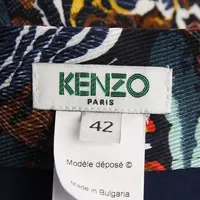 KENZO
PARIS
42
Modèle déposé ©
Made in Bulgaria